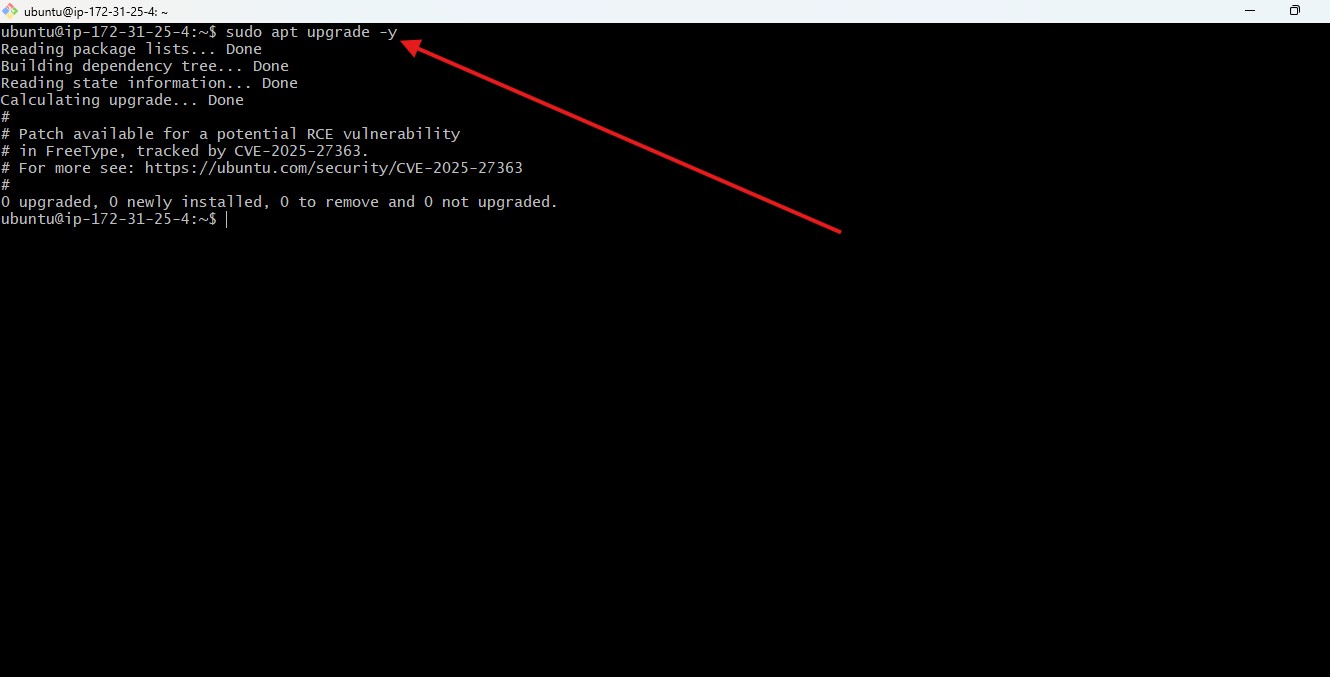 ubuntu@ip-172-31-25-4: ~
ubuntu@ip-172-31-25-4:~$ sudo apt upgrade -y
Reading package lists... Done
Building dependency tree... Done
Reading state information... Done
Calculating upgrade... Done
#
# Patch available for a potential RCE vulnerability
# in FreeType, tracked by CVE-2025-27363.
# For more see: https://ubuntu.com/security/CVE-2025-27363
#
0 upgraded, 0 newly installed, 0 to remove and 0 not upgraded.
ubuntu@ip-172-31-25-4:~$